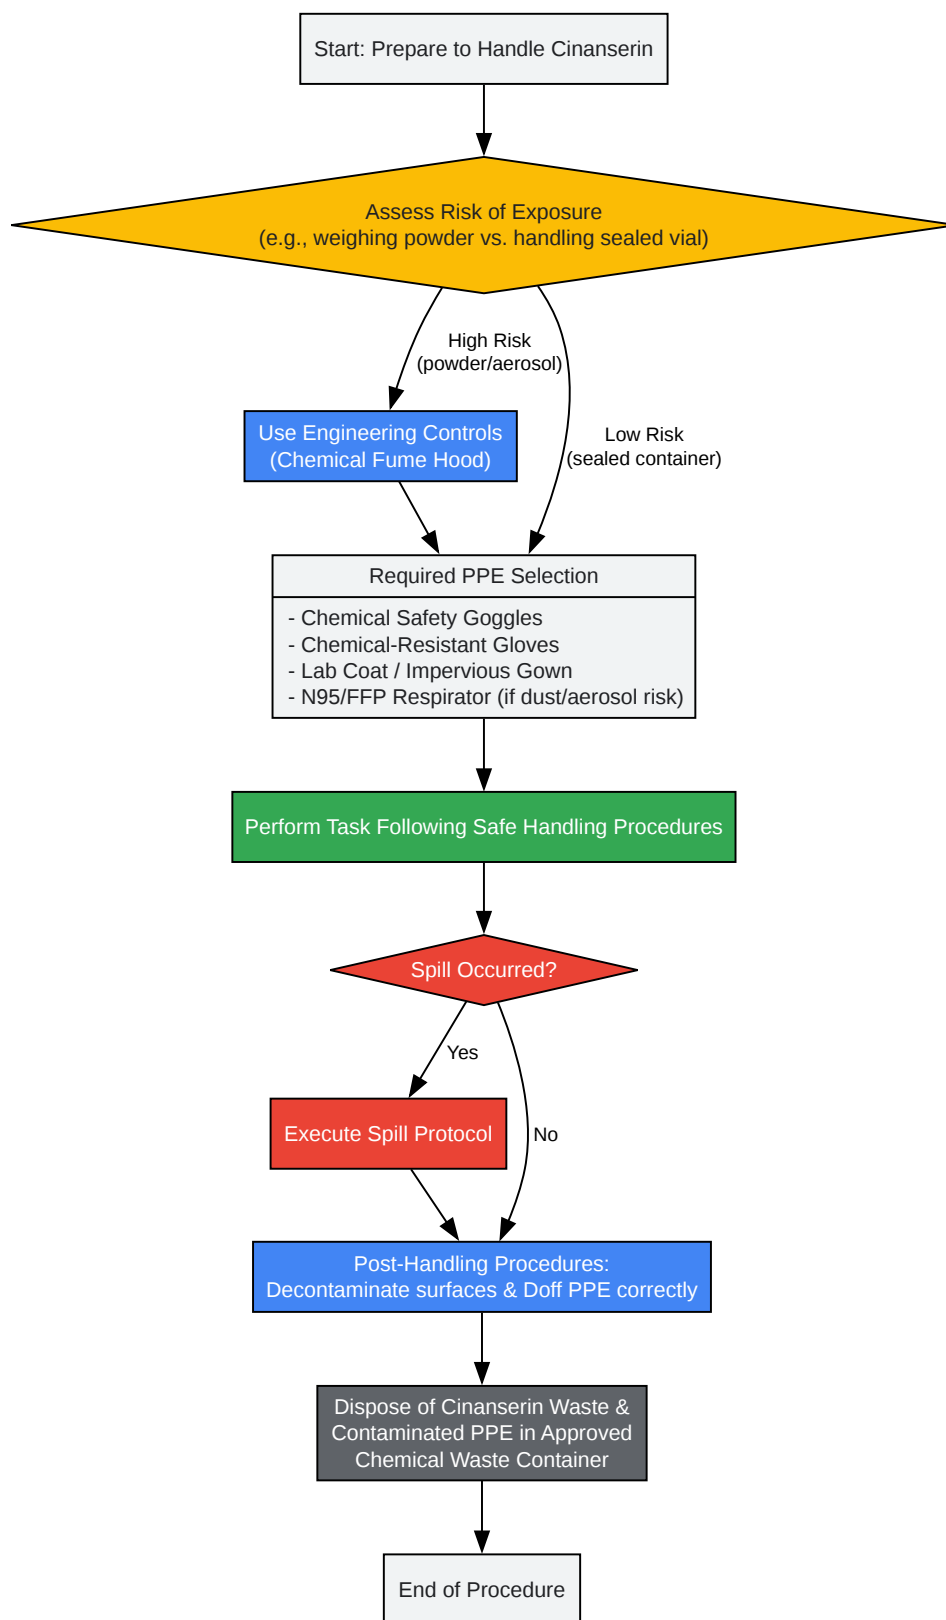 Start: Prepare to Handle Cinanserin
Assess Risk of Exposure
(e.g., weighing powder vs. handling sealed vial)
High Risk
(powder/aerosol)
Use Engineering Controls
(Chemical Fume Hood)
Low Risk
(sealed container)
Required PPE Selection
- Chemical Safety Goggles
- Chemical-Resistant Gloves
- Lab Coat / Impervious Gown
- N95/FFP Respirator (if dust/aerosol risk)
Perform Task Following Safe Handling Procedures
Spill Occurred?
Yes
Execute Spill Protocol
No
Post-Handling Procedures:
Decontaminate surfaces & Doff PPE correctly
Dispose of Cinanserin Waste &
Contaminated PPE in Approved
Chemical Waste Container
End of Procedure